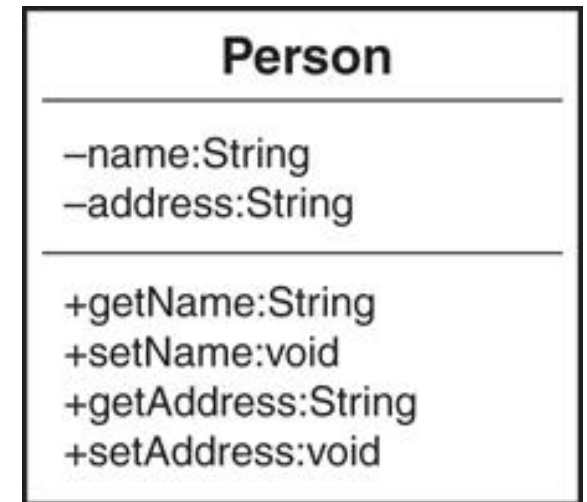 Person
–name:String
–address:String
+getName:String
+setName:void
+getAddress:String
+setAddress:void